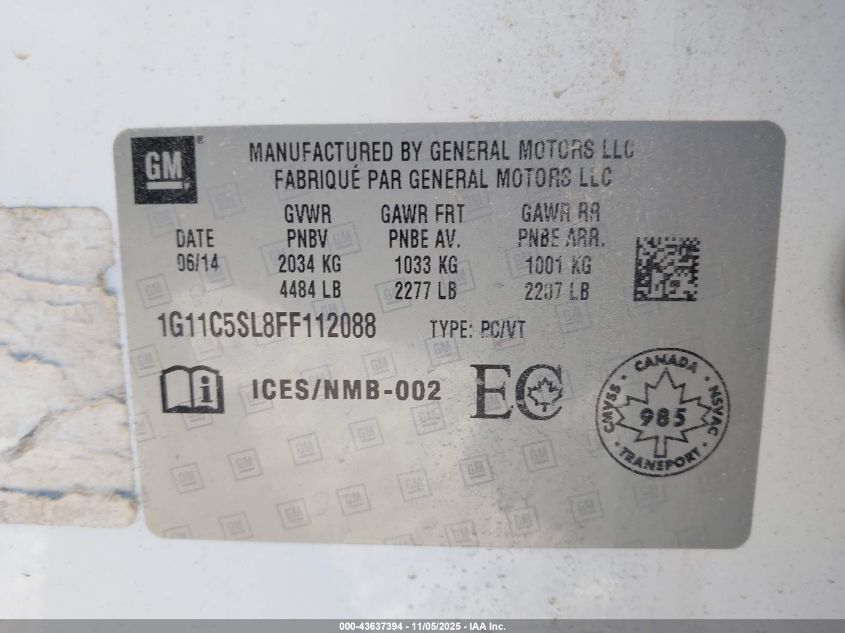 GM
MANUFACTURED BY GENERAL MOTORS LLC
FABRIQUÉ PAR GENERAL MOTORS LLC
GVWR GAWR FRT GAWR RR
DATE PNBV PNBE AV. PNBE ARR.
06/14 2034 KG 1033 KG 1001 KG
4484 LB 2277 LB 2207 LB
1G11C5SL8FF112088 TYPE: PC/VT
i ICES/NMB-002 EC
CANADA
CMVSS 985 NSVAC
TRANSPORT
000-43637394 - 11/05/2025 - IAA Inc.